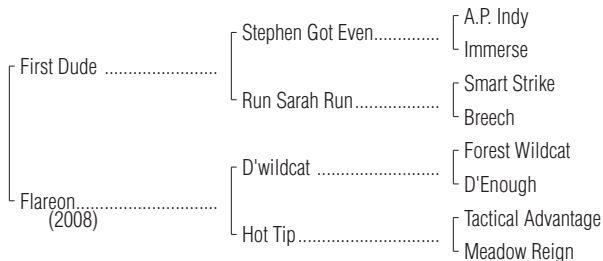 A.P. Indy
Stephen Got Even..............
Immerse
First Dude ........................
Smart Strike
Run Sarah Run..................
Breech
Forest Wildcat
D'wildcat ..........................
D'Enough
Flareon..............................
(2008)
Tactical Advantage
Hot Tip..............................
Meadow Reign